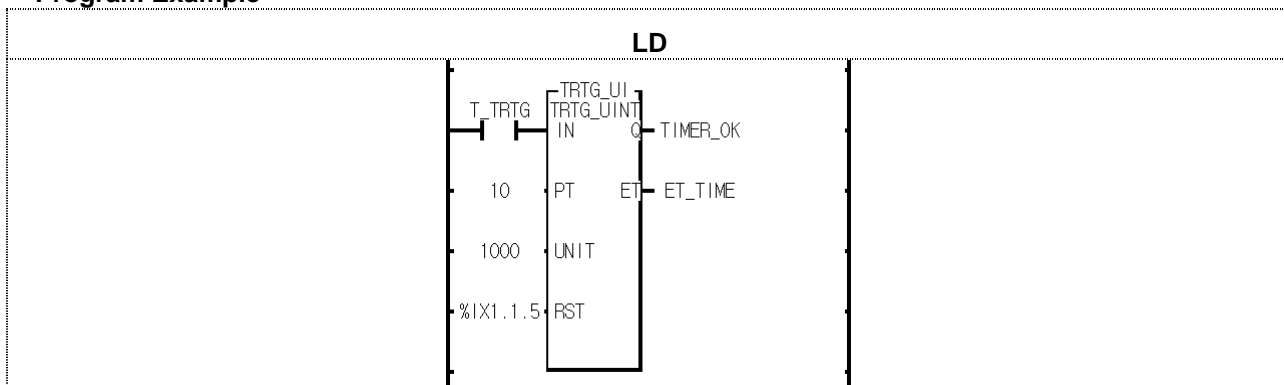 Program Example
LD
TRTG_UI
T_TRTG TRTG_UINT
IN Q TIMER_OK
10 PT ET ET_TIME
1000 UNIT
%IX1.1.5 RST